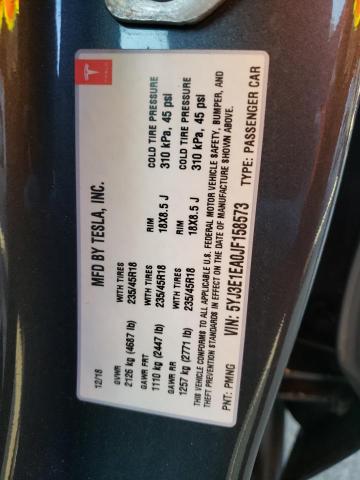 MFD BY TESLA, INC.
12/18
GVWR
2126 kg (4687 lb)
WITH TIRES
235/45R18
RIM
18X8.5 J
COLD TIRE PRESSURE
310 kPa, 45 psi
GAWR FRT
1110 kg (2447 lb)
WITH TIRES
235/45R18
RIM
18X8.5 J
COLD TIRE PRESSURE
310 kPa, 45 psi
GAWR RR
1257 kg (2771 lb)
THIS VEHICLE CONFORMS TO ALL APPLICABLE U.S. FEDERAL MOTOR VEHICLE SAFETY, BUMPER, AND
THEFT PREVENTION STANDARDS IN EFFECT ON THE DATE OF MANUFACTURE SHOWN ABOVE.
VIN: 5YJ3E1EA0JF158573
TYPE: PASSENGER CAR
PNT: PMNG